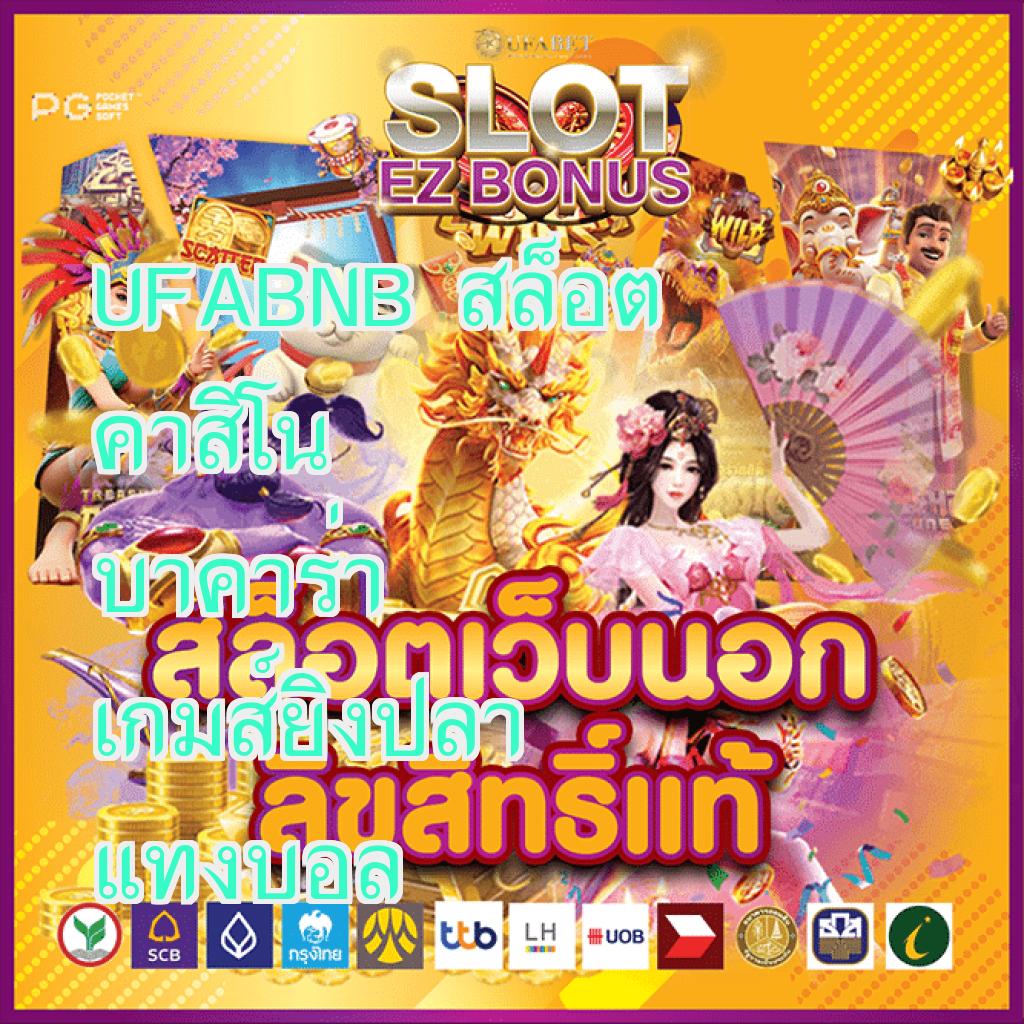 UFABET
PG POCKET GAMES SOFT
SLOT
EZ BONUS
SCATTER
WILD
UFABNB สล็อต
คาสิโน
บาคาร่า
สล็อตเว็บนอก
เกมส์ยิงปลา
ลิขสิทธิ์แท้
แทงบอล
SCB
กรุงไทย
ttb
LH
UOB